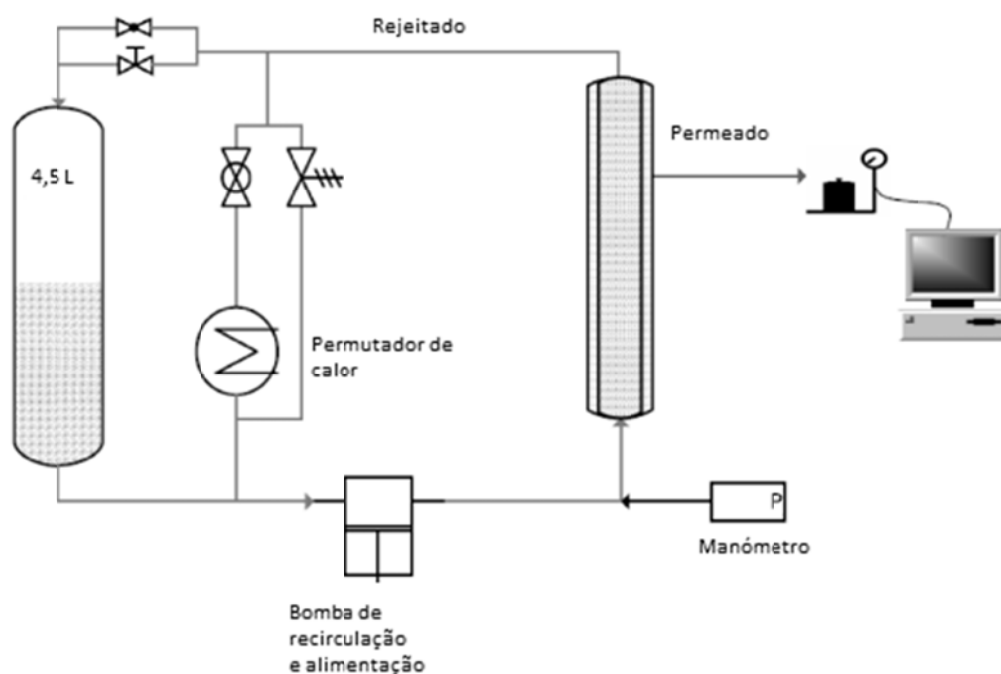 Rejeitado
Permeado
4,5 L
Permutador de
calor
P
Manómetro
Bomba de
recirculação
e alimentação